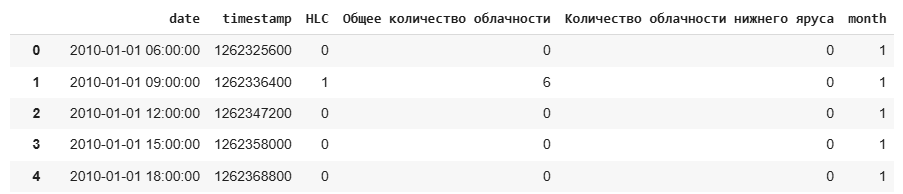 date timestamp HLC Общее количество облачности Количество облачности нижнего яруса month
0 2010-01-01 06:00:00 1262325600 0 0 0 1
1 2010-01-01 09:00:00 1262336400 1 6 0 1
2 2010-01-01 12:00:00 1262347200 0 0 0 1
3 2010-01-01 15:00:00 1262358000 0 0 0 1
4 2010-01-01 18:00:00 1262368800 0 0 0 1